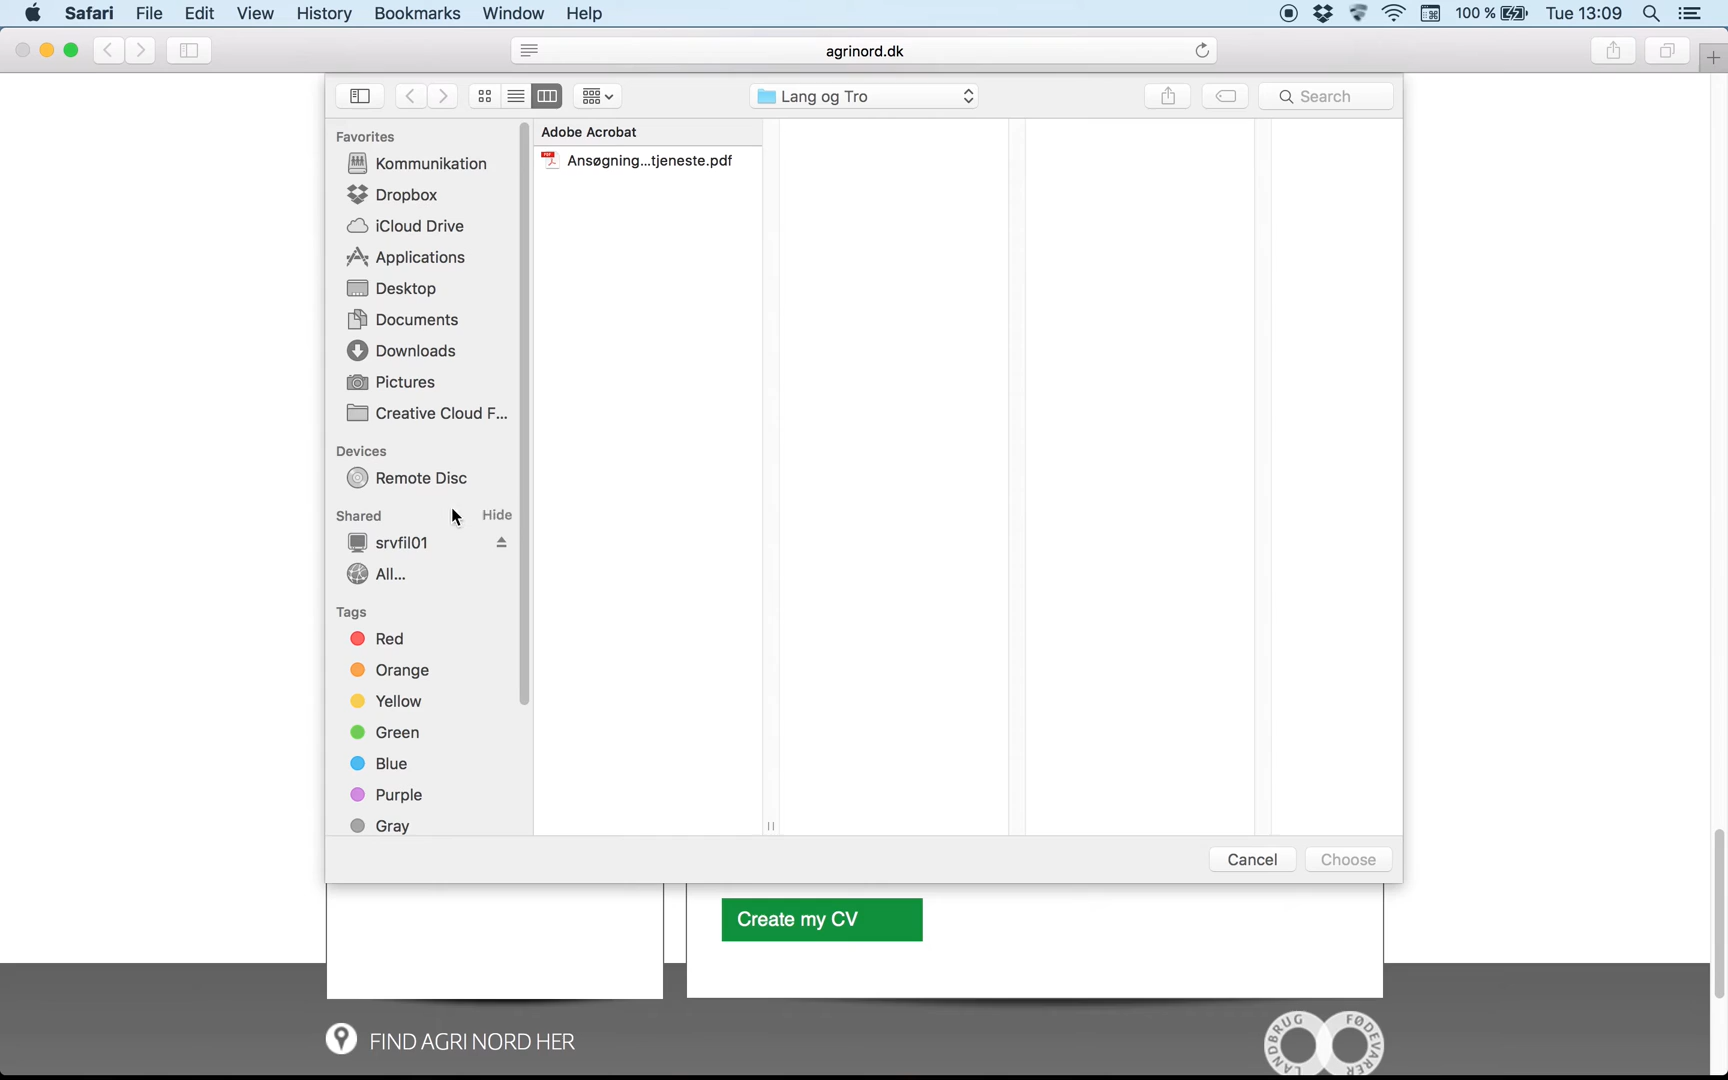 Safari File Edit View History Bookmarks Window Help 100 % Tue 13:09
agrinord.dk
Lang og Tro Search
Favorites
Kommunikation
Dropbox
iCloud Drive
Applications
Desktop
Documents
Downloads
Pictures
Creative Cloud F...
Devices
Remote Disc
Shared Hide
srvfil01
All...
Tags
Red
Orange
Yellow
Green
Blue
Purple
Gray
Adobe Acrobat
Ansøgning...tjeneste.pdf
Cancel Choose
Create my CV
FIND AGRI NORD HER
LANDBRUG FØDEVARER